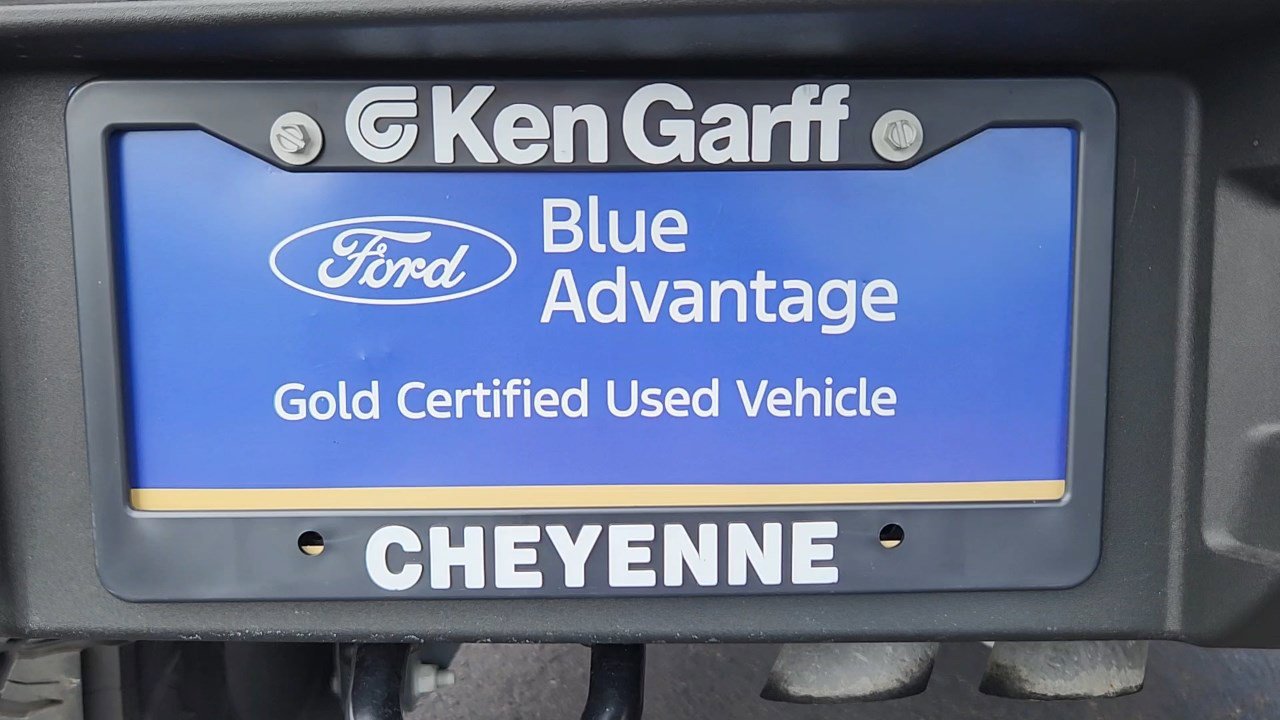 Ken Garff
Ford
Blue
Advantage
Gold Certified Used Vehicle
CHEYENNE